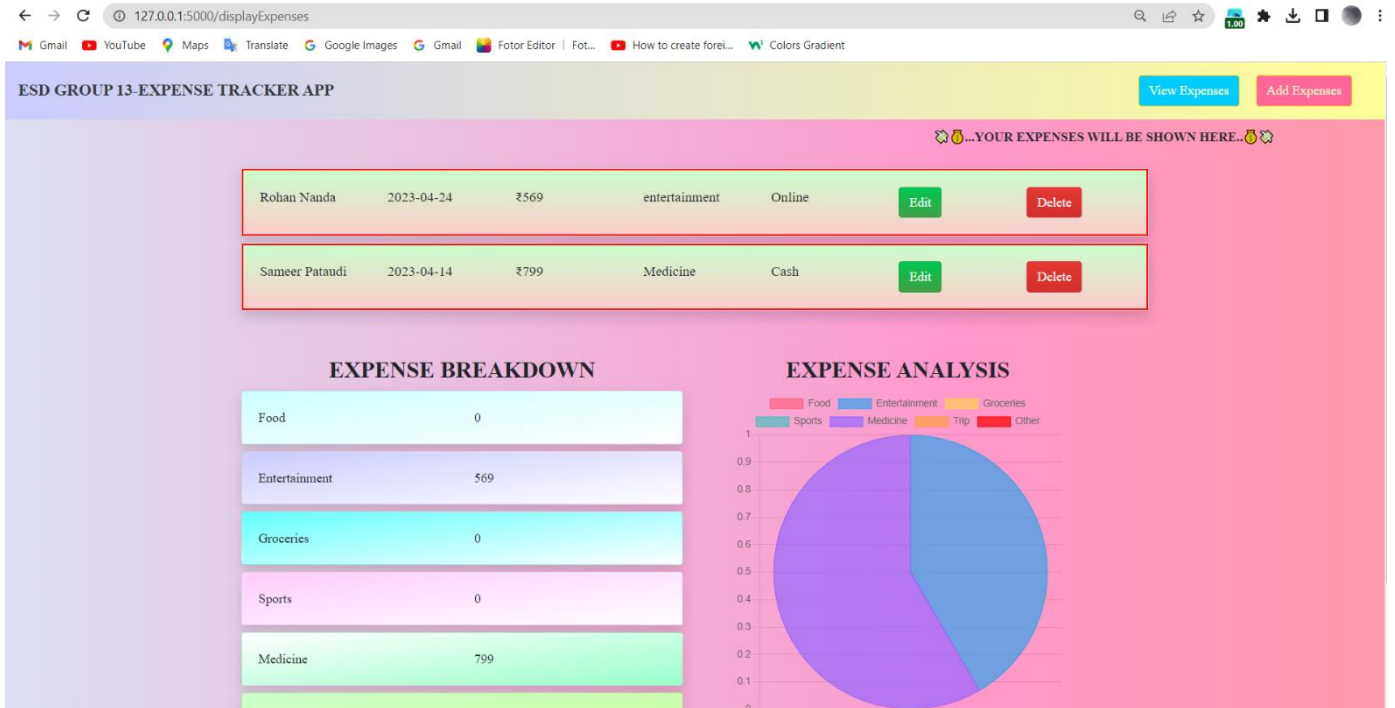 127.0.0.1:5000/displayExpenses
1.00
Gmail YouTube Maps Translate Google Images Gmail Fotor Editor | Fot... How to create forei... Colors Gradient
ESD GROUP 13-EXPENSE TRACKER APP View Expenses Add Expenses
...YOUR EXPENSES WILL BE SHOWN HERE..
Rohan Nanda 2023-04-24 ₹569 entertainment Online Edit Delete
Sameer Pataudi 2023-04-14 ₹799 Medicine Cash Edit Delete
EXPENSE BREAKDOWN
Food 0
Entertainment 569
Groceries 0
Sports 0
Medicine 799
EXPENSE ANALYSIS
Food Entertainment Groceries
Sports Medicine Trip Other
1
0.9
0.8
0.7
0.6
0.5
0.4
0.3
0.2
0.1
0